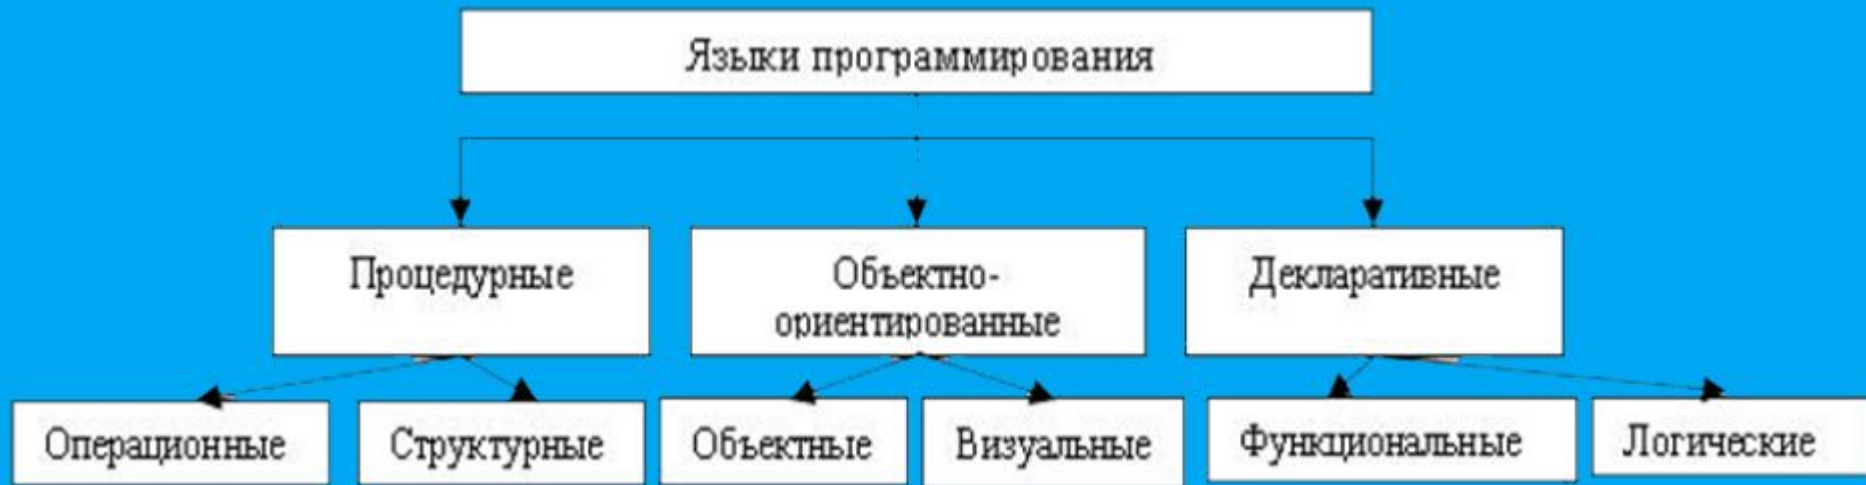 Языки программирования
Процедурные
Объектно-
ориентированные
Декларативные
Операционные
Структурные
Объектные
Визуальные
Функциональные
Логические